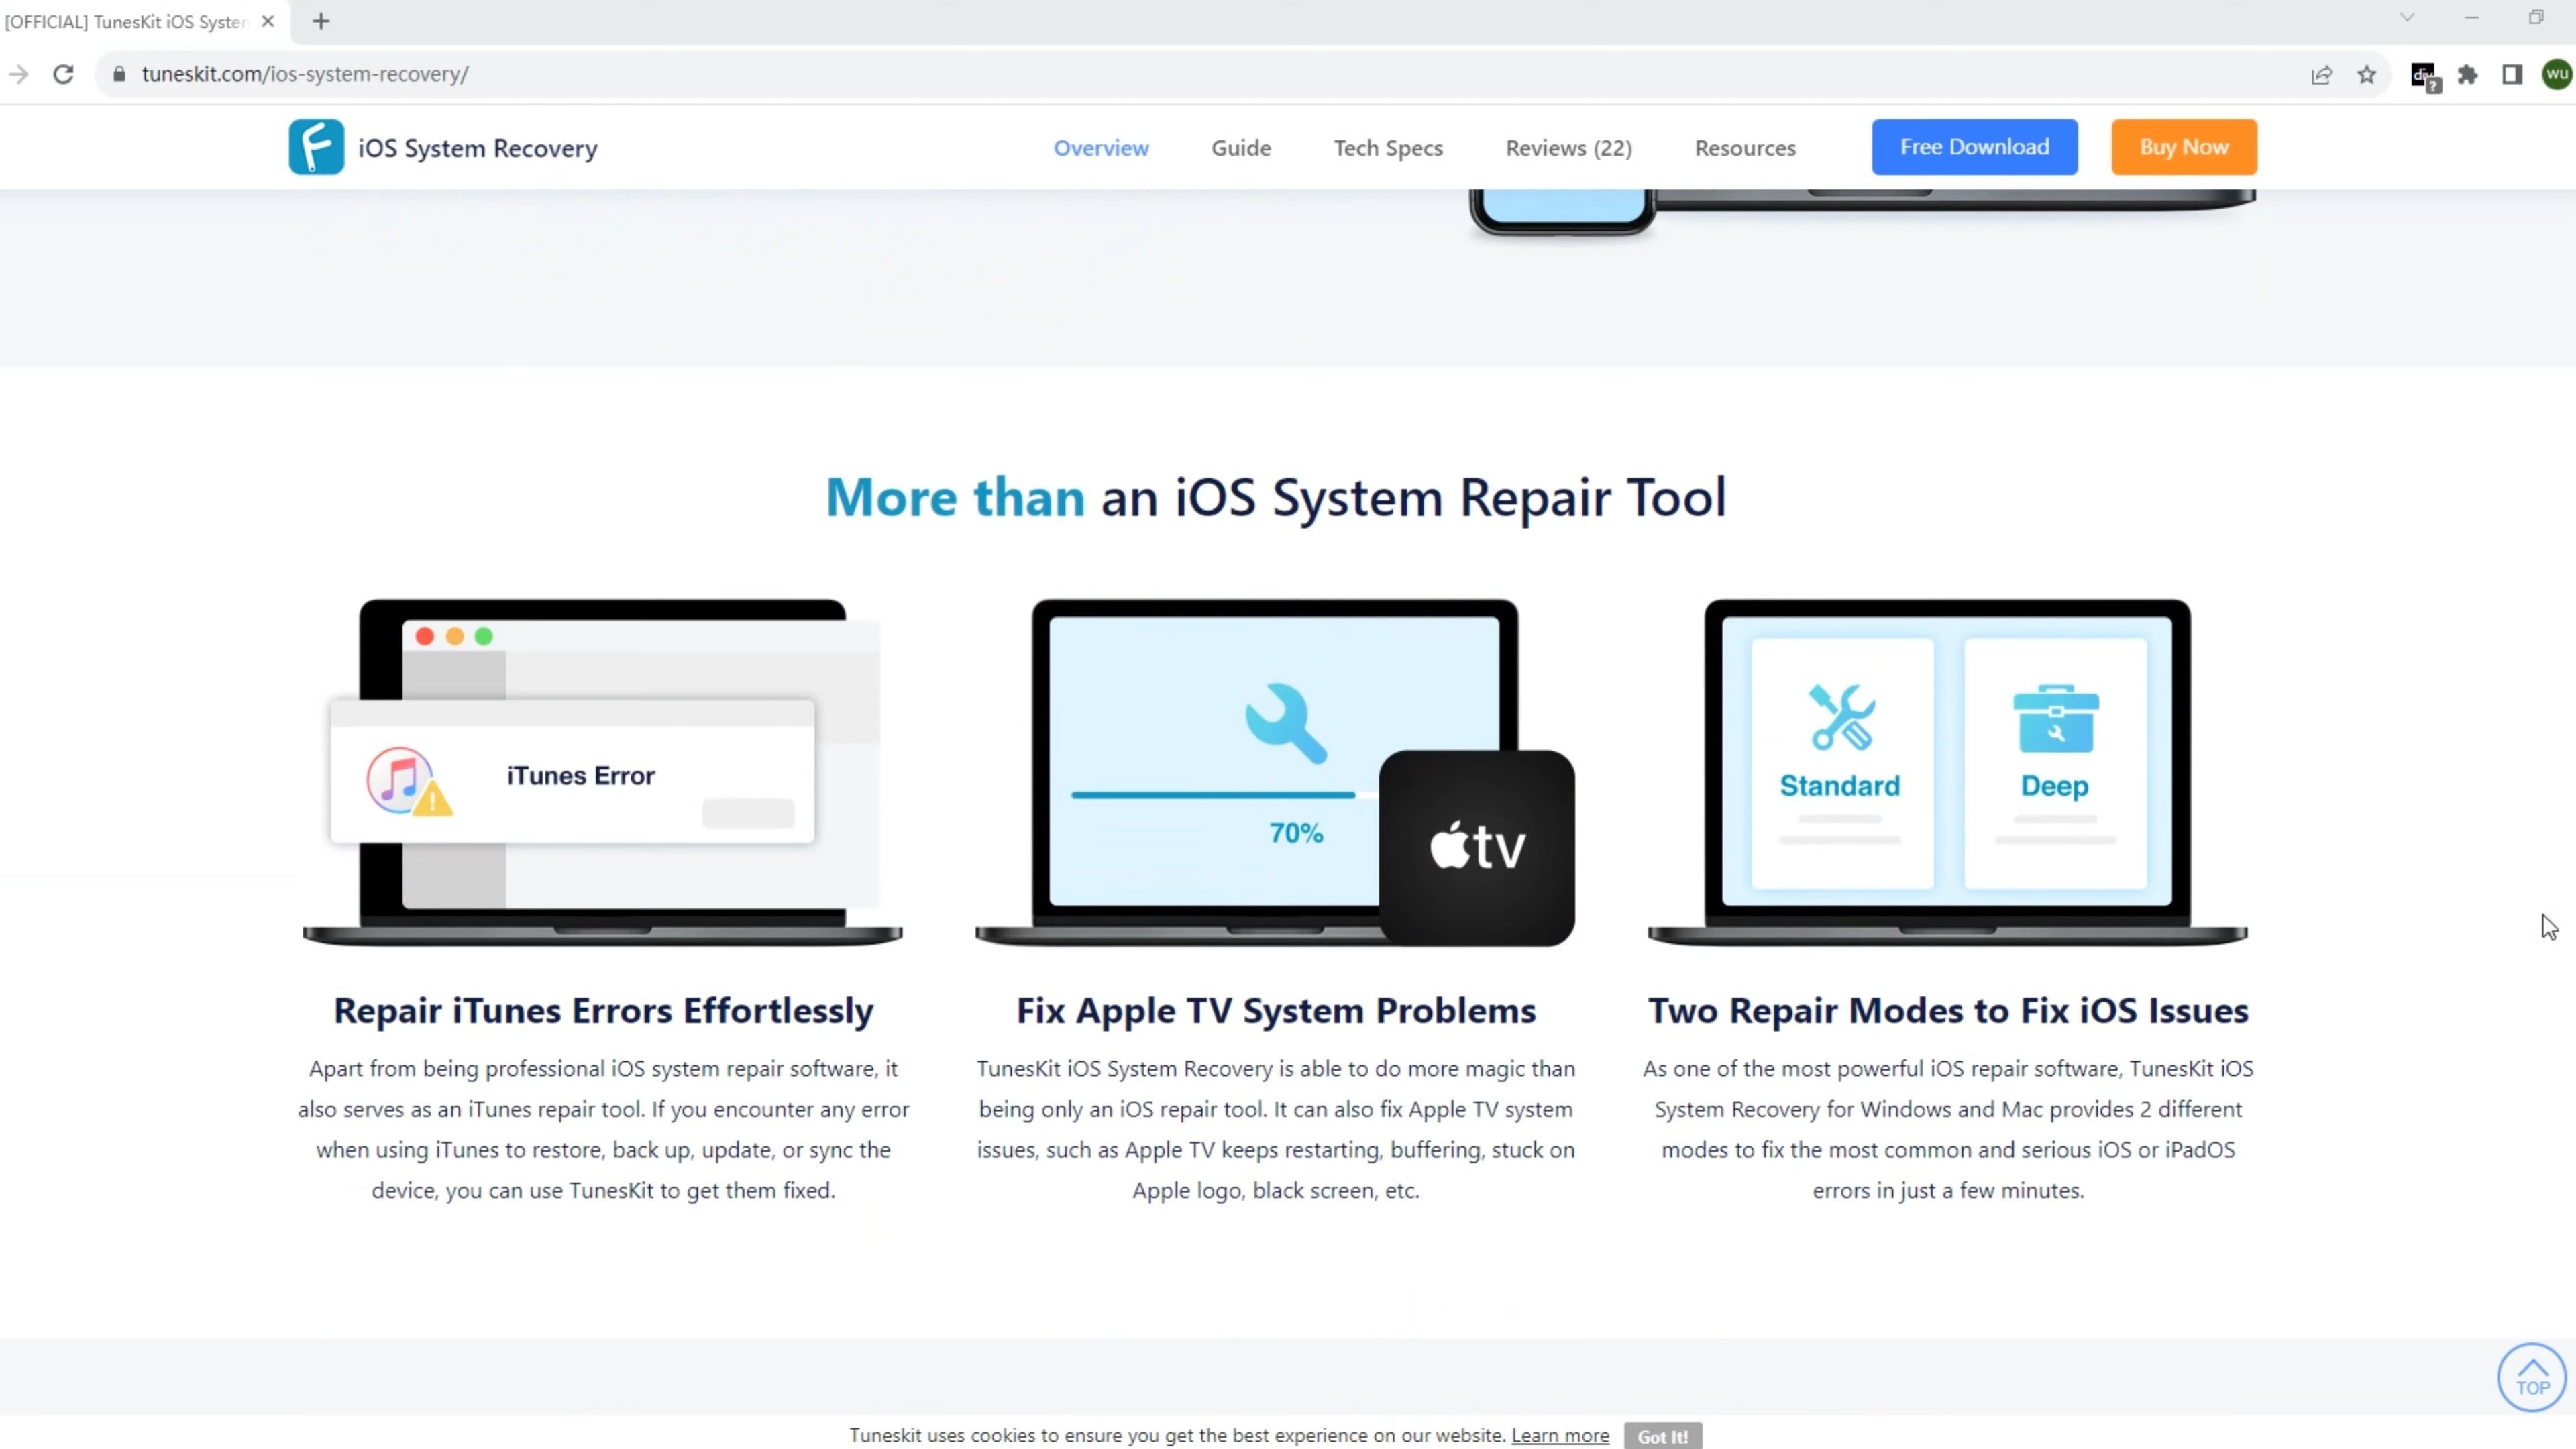 [OFFICIAL] TunesKit iOS System
tuneskit.com/ios-system-recovery/
WU
iOS System Recovery
Overview
Guide
Tech Specs
Reviews (22)
Resources
Free Download
Buy Now
More than an iOS System Repair Tool
iTunes Error
70%
tv
Standard
Deep
Repair iTunes Errors Effortlessly
Apart from being professional iOS system repair software, it
also serves as an iTunes repair tool. If you encounter any error
when using iTunes to restore, back up, update, or sync the
device, you can use TunesKit to get them fixed.
Fix Apple TV System Problems
TunesKit iOS System Recovery is able to do more magic than
being only an iOS repair tool. It can also fix Apple TV system
issues, such as Apple TV keeps restarting, buffering, stuck on
Apple logo, black screen, etc.
Two Repair Modes to Fix iOS Issues
As one of the most powerful iOS repair software, TunesKit iOS
System Recovery for Windows and Mac provides 2 different
modes to fix the most common and serious iOS or iPadOS
errors in just a few minutes.
TOP
Tuneskit uses cookies to ensure you get the best experience on our website. Learn more Got It!